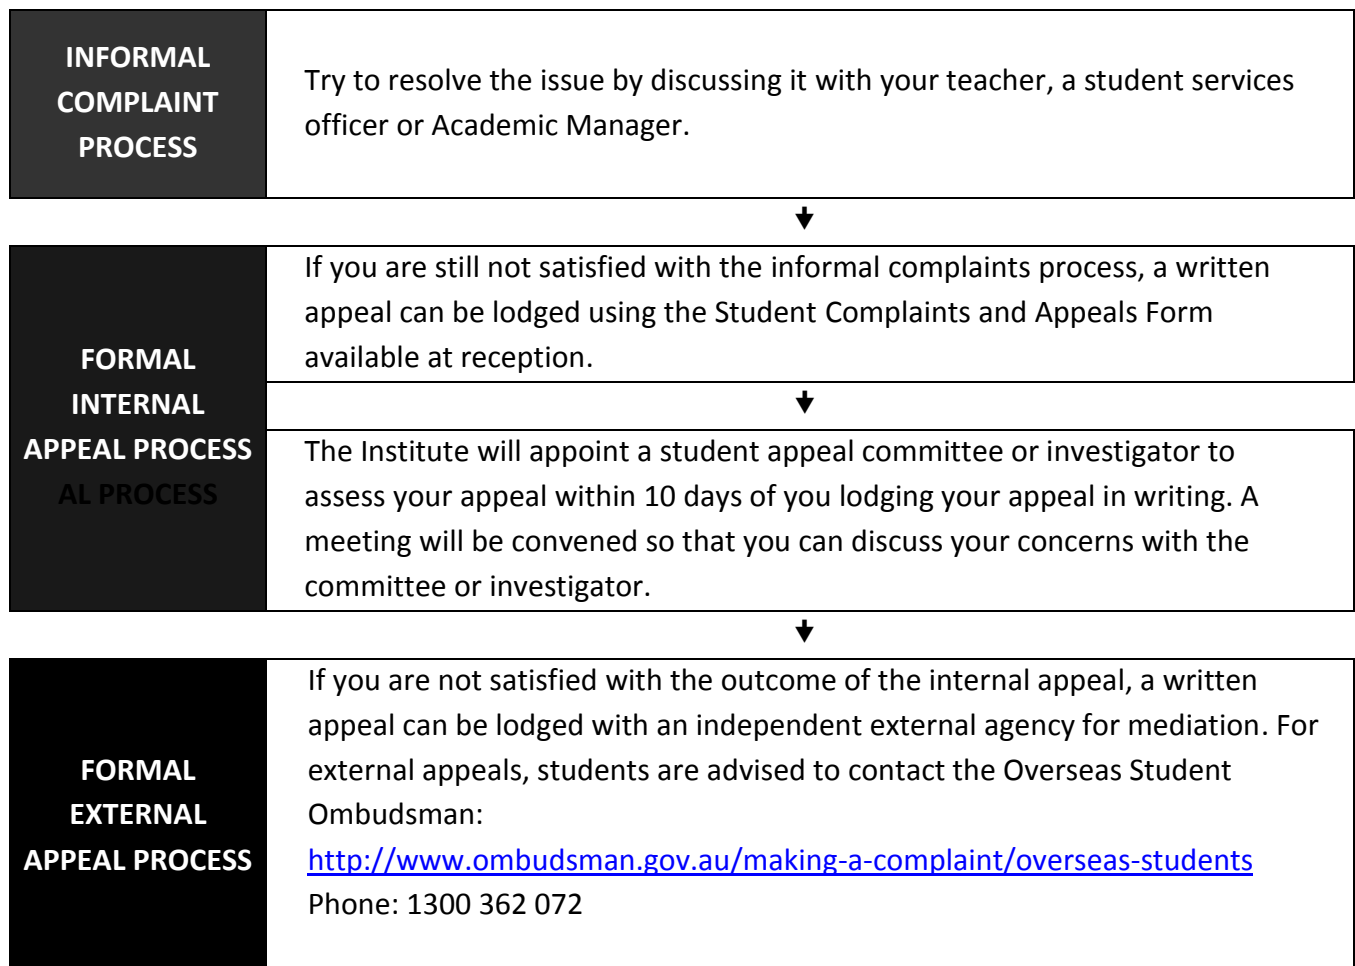 INFORMAL
COMPLAINT
PROCESS
Try to resolve the issue by discussing it with your teacher, a student services
officer or Academic Manager.
FORMAL
INTERNAL
APPEAL PROCESS
AL PROCESS
If you are still not satisfied with the informal complaints process, a written
appeal can be lodged using the Student Complaints and Appeals Form
available at reception.
The Institute will appoint a student appeal committee or investigator to
assess your appeal within 10 days of you lodging your appeal in writing. A
meeting will be convened so that you can discuss your concerns with the
committee or investigator.
FORMAL
EXTERNAL
APPEAL PROCESS
If you are not satisfied with the outcome of the internal appeal, a written
appeal can be lodged with an independent external agency for mediation. For
external appeals, students are advised to contact the Overseas Student
Ombudsman:
http://www.ombudsman.gov.au/making-a-complaint/overseas-students
Phone: 1300 362 072